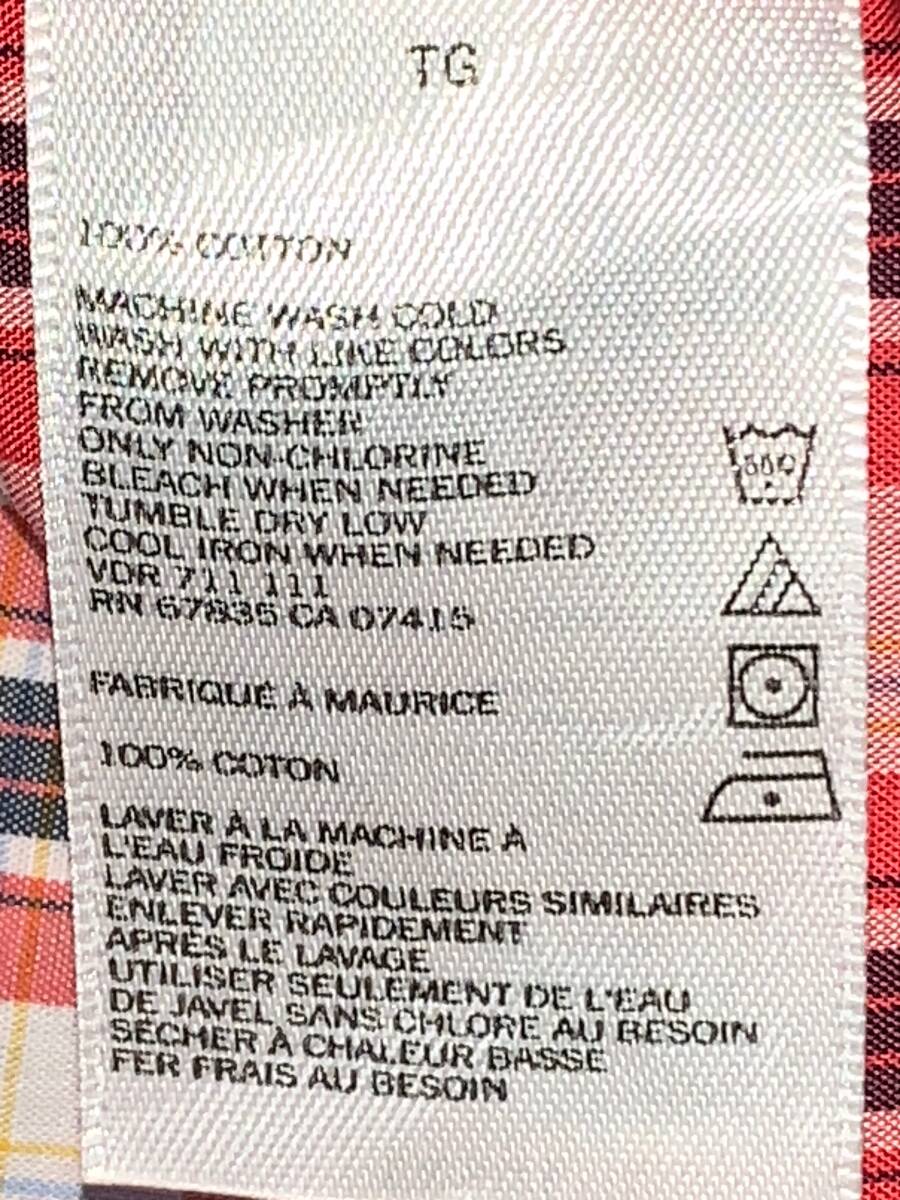 TG
100% COTTON
MACHINE WASH COLD
WASH WITH LIKE COLORS
REMOVE PROMPTLY
FROM WASHER
ONLY NON-CHLORINE
BLEACH WHEN NEEDED
TUMBLE DRY LOW
COOL IRON WHEN NEEDED
VDR 711 111
RN 67835 CA 07415
FABRIQUÉ À MAURICE
100% COTON
LAVER À LA MACHINE À
L'EAU FROIDE
LAVER AVEC COULEURS SIMILAIRES
ENLEVER RAPIDEMENT
APRÈS LE LAVAGE
UTILISER SEULEMENT DE L'EAU
DE JAVEL SANS CHLORE AU BESOIN
SÉCHER À CHALEUR BASSE
FER FRAIS AU BESOIN